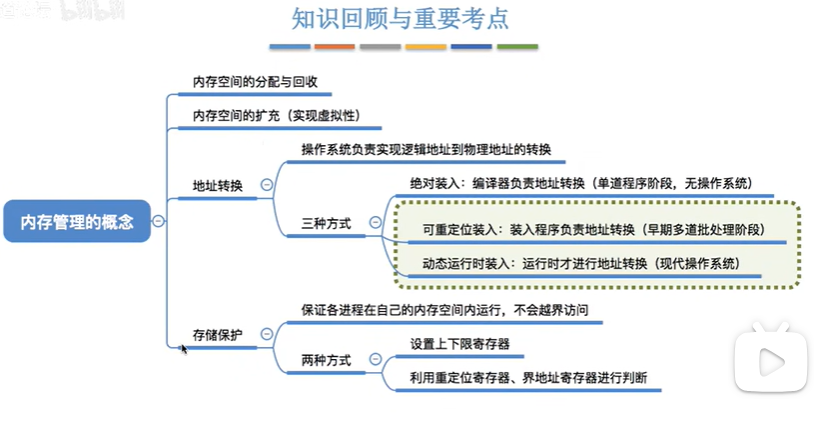 知识回顾与重要考点
bilibili
内存管理的概念
内存空间的分配与回收
内存空间的扩充（实现虚拟性）
地址转换
操作系统负责实现逻辑地址到物理地址的转换
三种方式
绝对装入：编译器负责地址转换（单道程序阶段，无操作系统）
可重定位装入：装入程序负责地址转换（早期多道批处理阶段）
动态运行时装入：运行时才进行地址转换（现代操作系统）
存储保护
保证各进程在自己的内存空间内运行，不会越界访问
两种方式
设置上下限寄存器
利用重定位寄存器、界地址寄存器进行判断